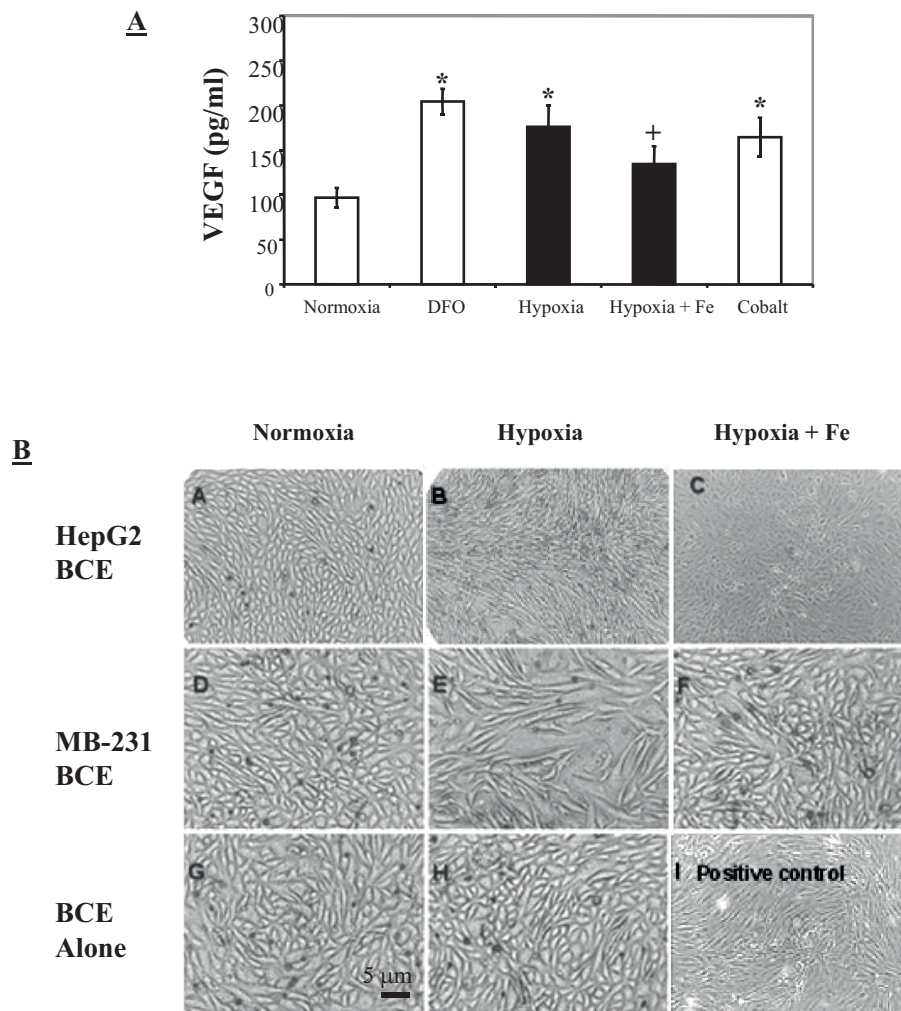 A
VEGF (pg/ml)
300
250
200
150
100
50
0
* * + *
Normoxia DFO Hypoxia Hypoxia + Fe Cobalt
B
Normoxia Hypoxia Hypoxia + Fe
HepG2
BCE
A B C
MB-231
BCE
D E F
BCE
Alone
G H I Positive control
5 µm